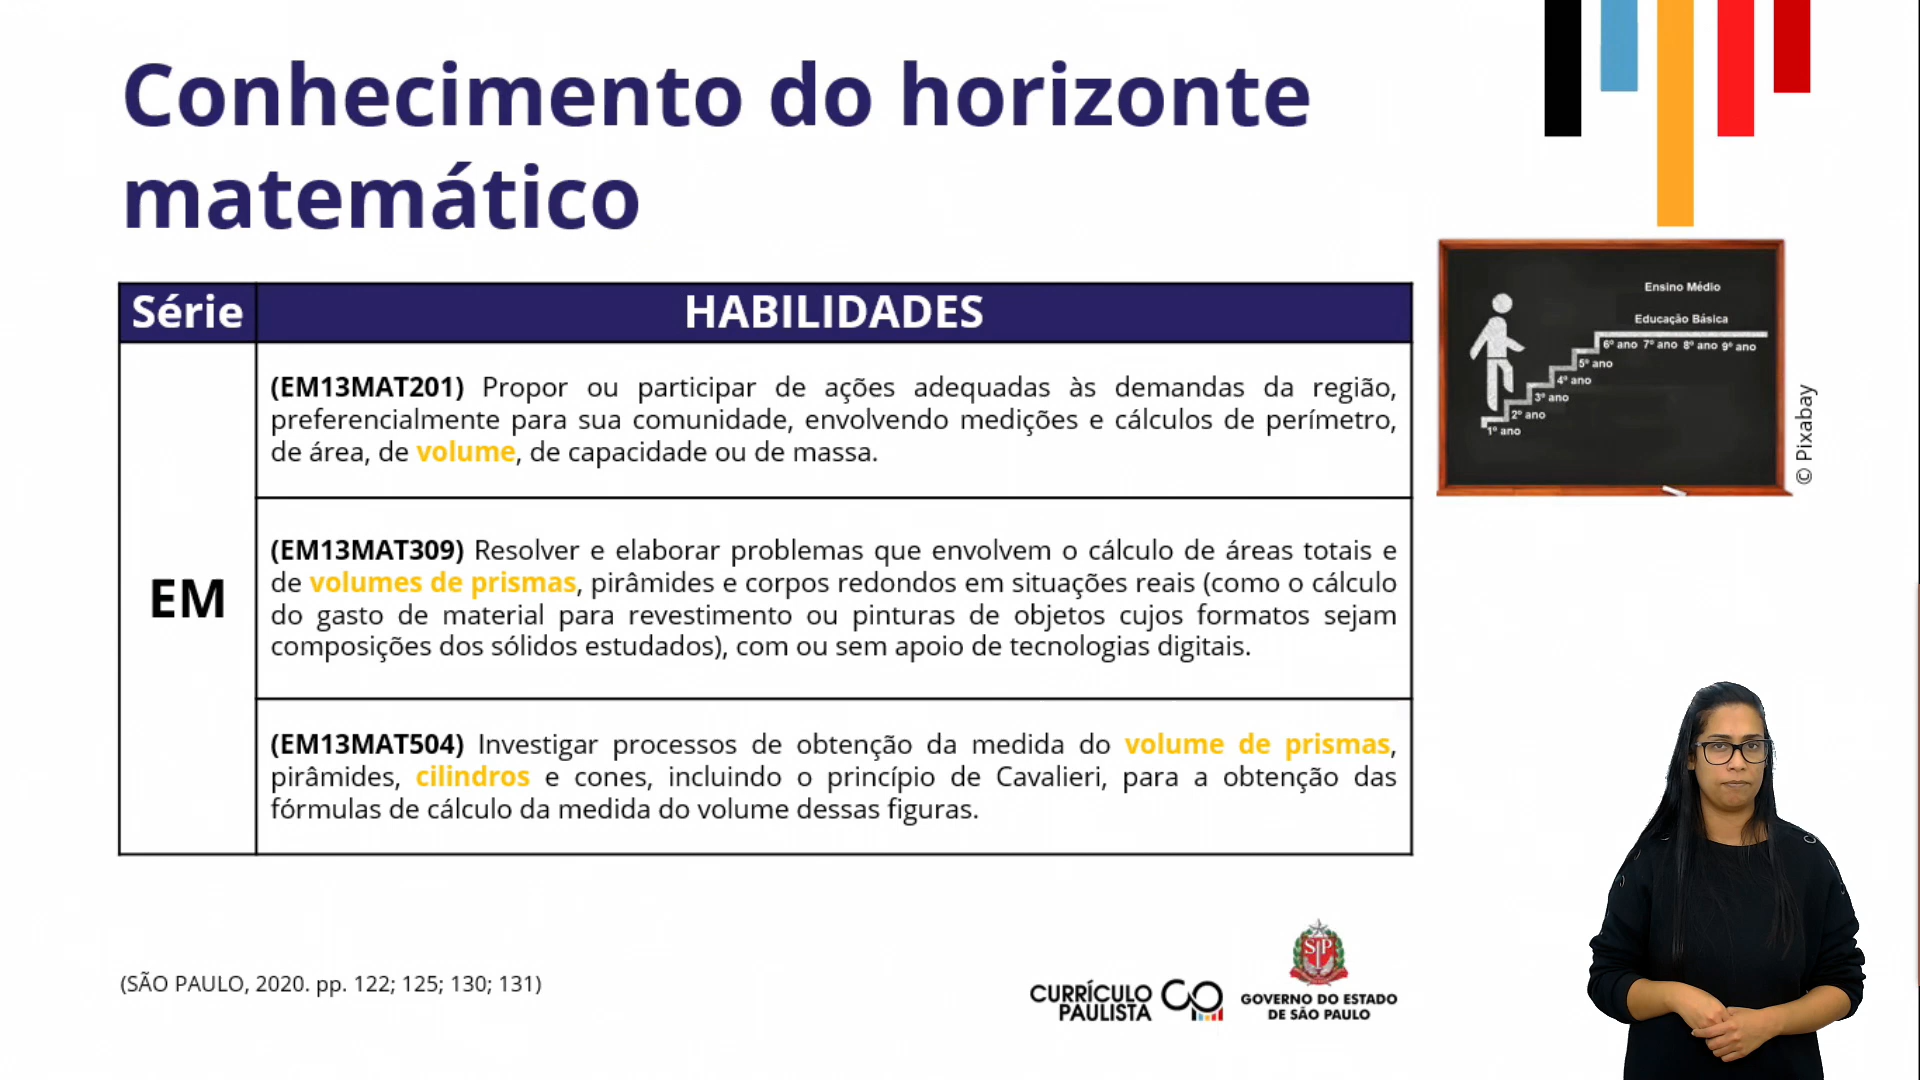 Conhecimento do horizonte
matemático
Série
HABILIDADES
EM
(EM13MAT201) Propor ou participar de ações adequadas às demandas da região,
preferencialmente para sua comunidade, envolvendo medições e cálculos de perímetro,
de área, de volume, de capacidade ou de massa.
(EM13MAT309) Resolver e elaborar problemas que envolvem o cálculo de áreas totais e
de volumes de prismas, pirâmides e corpos redondos em situações reais (como o cálculo
do gasto de material para revestimento ou pinturas de objetos cujos formatos sejam
composições dos sólidos estudados), com ou sem apoio de tecnologias digitais.
(EM13MAT504) Investigar processos de obtenção da medida do volume de prismas,
pirâmides, cilindros e cones, incluindo o princípio de Cavalieri, para a obtenção das
fórmulas de cálculo da medida do volume dessas figuras.
Ensino Médio
Educação Básica
6º ano 7º ano 8º ano 9º ano
5º ano
4º ano
3º ano
2º ano
1º ano
© Pixabay
(SÃO PAULO, 2020. pp. 122; 125; 130; 131)
CURRÍCULO
PAULISTA
SP
GOVERNO DO ESTADO
DE SÃO PAULO